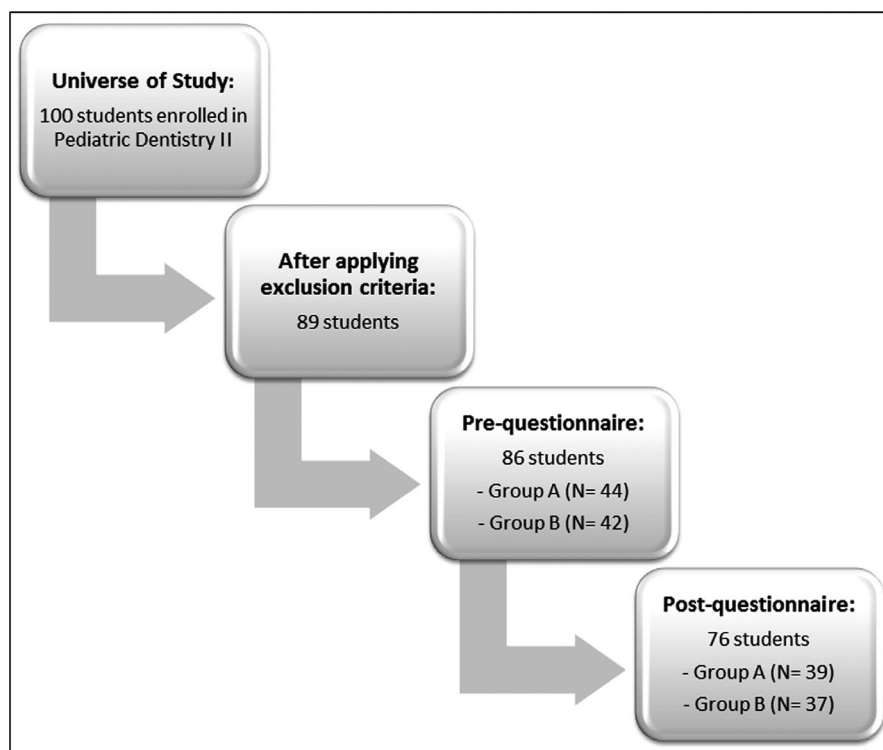 Universe of Study:
100 students enrolled in
Pediatric Dentistry II
After applying
exclusion criteria:
89 students
Pre-questionnaire:
86 students
- Group A (N= 44)
- Group B (N= 42)
Post-questionnaire:
76 students
- Group A (N= 39)
- Group B (N= 37)